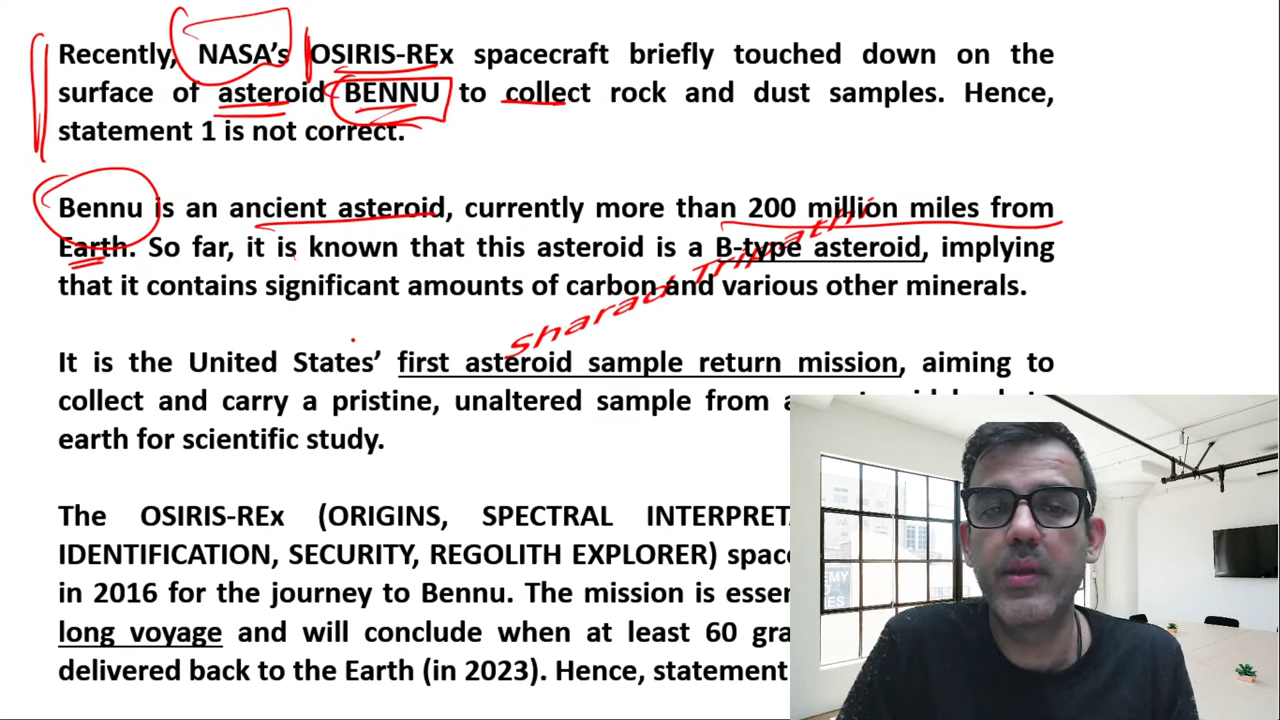 Recently, NASA's OSIRIS-REx spacecraft briefly touched down on the
surface of asteroid BENNU to collect rock and dust samples. Hence,
statement 1 is not correct.
Bennu is an ancient asteroid, currently more than 200 million miles from
Earth. So far, it is known that this asteroid is a B-type asteroid, implying
that it contains significant amounts of carbon and various other minerals.
Sharad Tripathi
It is the United States' first asteroid sample return mission, aiming to
collect and carry a pristine, unaltered sample from
earth for scientific study.
The OSIRIS-REx (ORIGINS, SPECTRAL
IDENTIFICATION, SECURITY, REGOLITH EXPLORER)
in 2016 for the journey to Bennu. The mission is
long voyage and will conclude when at least 60
delivered back to the Earth (in 2023). Hence, statement